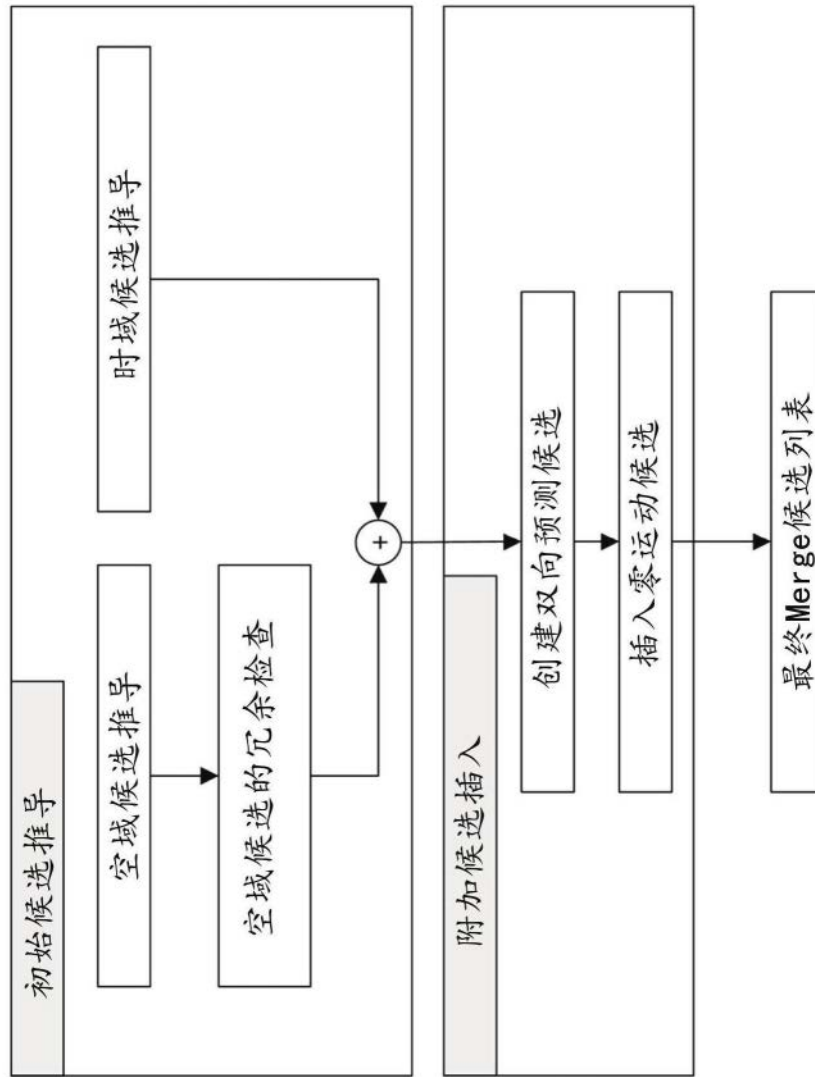 初始候选推导
空域候选推导
时域候选推导
空域候选的冗余检查
+
附加候选插入
创建双向预测候选
插入零运动候选
最终Merge候选列表